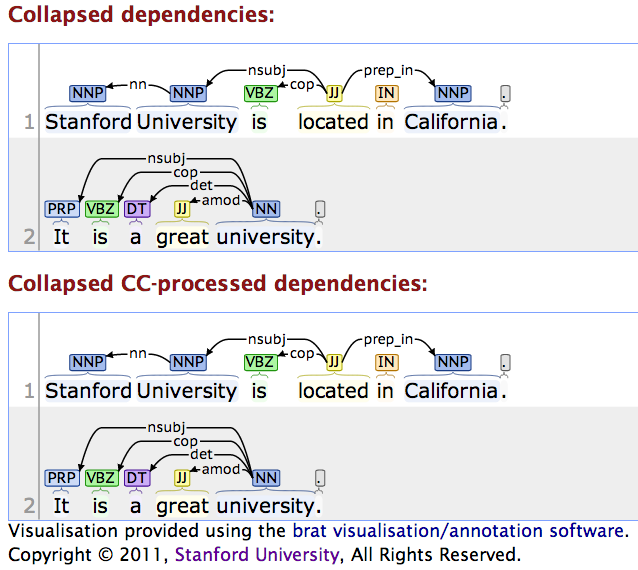 Collapsed dependencies:
nsubj prep_in
NNP nn NNP VBZ cop JJ IN NNP .
1 Stanford University is located in California.
nsubj
cop
det
PRP VBZ DT JJ amod NN .
2 It is a great university.
Collapsed CC-processed dependencies:
nsubj prep_in
NNP nn NNP VBZ cop JJ IN NNP .
1 Stanford University is located in California.
nsubj
cop
det
PRP VBZ DT JJ amod NN .
2 It is a great university.
Visualisation provided using the brat visualisation/annotation software.
Copyright © 2011, Stanford University, All Rights Reserved.